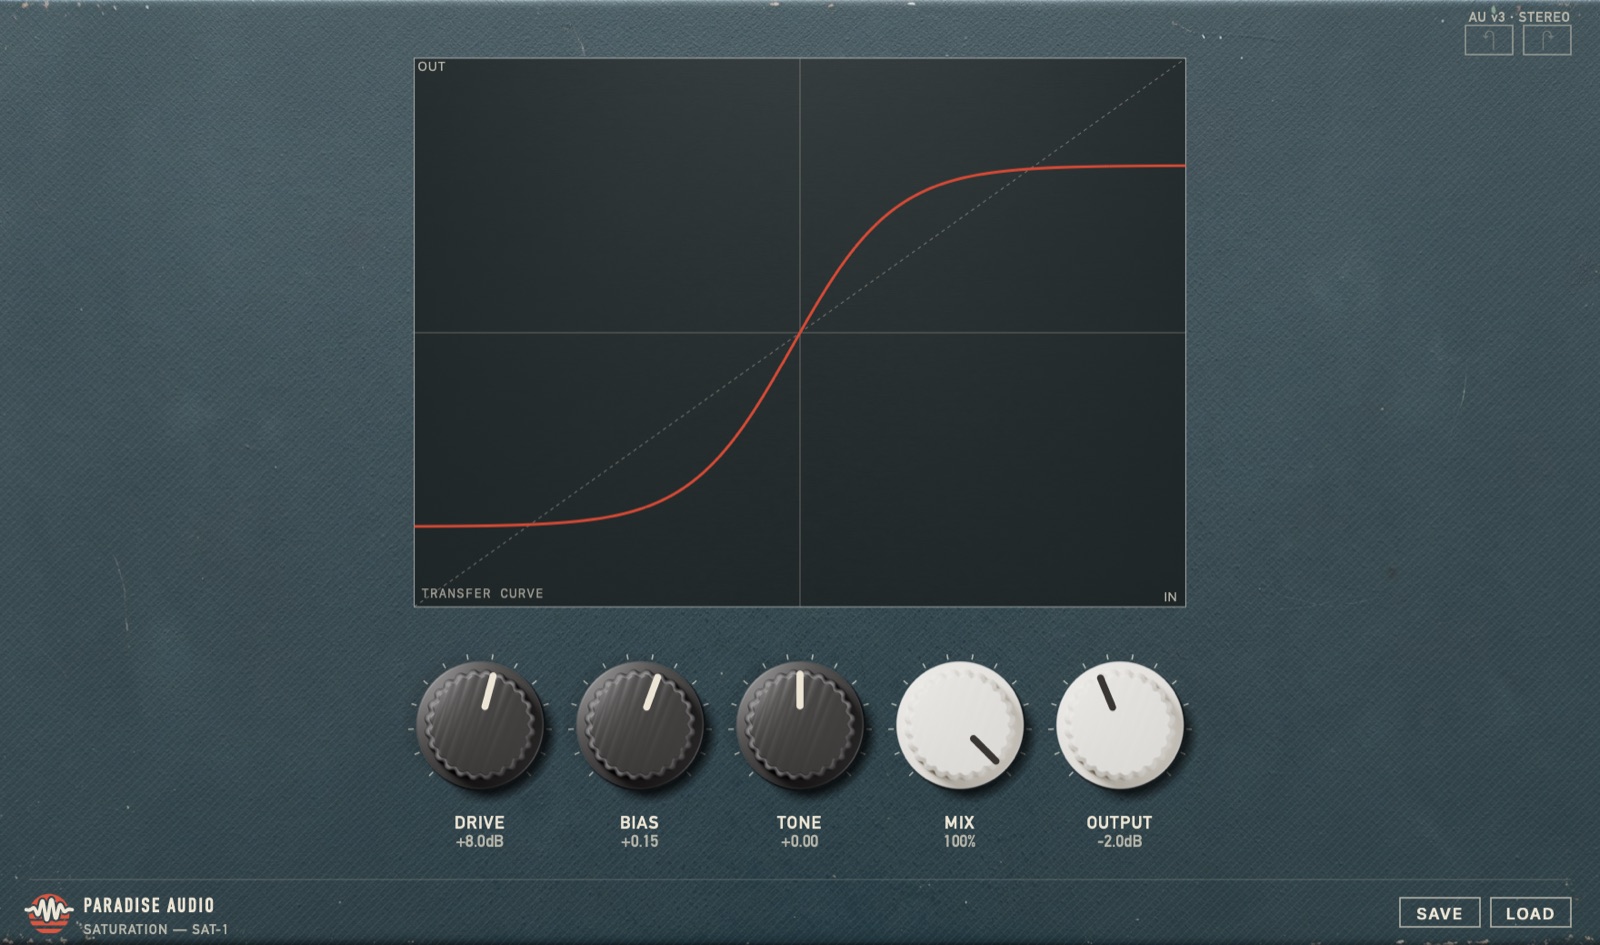 AU v3 · STEREO
OUT
TRANSFER CURVE
IN
DRIVE
+8.0dB
BIAS
+0.15
TONE
+0.00
MIX
100%
OUTPUT
-2.0dB
PARADISE AUDIO
SATURATION — SAT-1
SAVE
LOAD